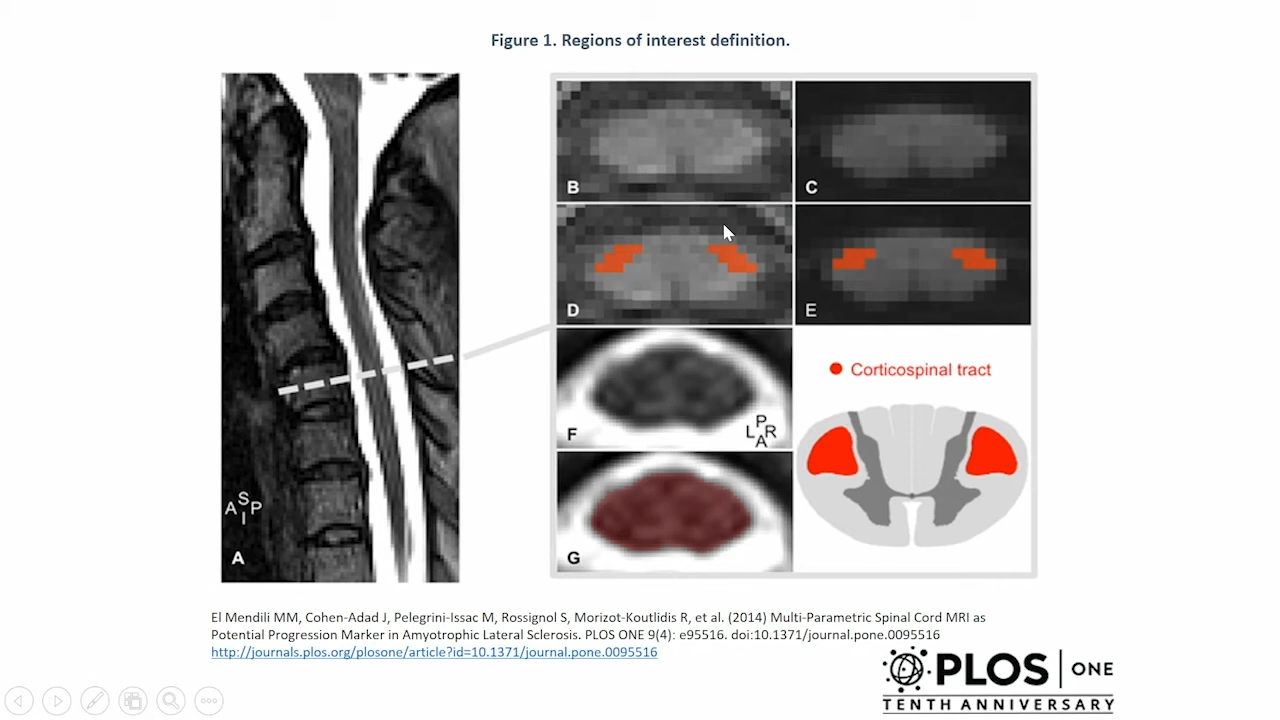 Figure 1. Regions of interest definition.
B
C
D
E
F
P
L R
A
G
S
A P
I
A
Corticospinal tract
El Mendili MM, Cohen-Adad J, Pelegrini-Issac M, Rossignol S, Morizot-Koutlidis R, et al. (2014) Multi-Parametric Spinal Cord MRI as
Potential Progression Marker in Amyotrophic Lateral Sclerosis. PLOS ONE 9(4): e95516. doi:10.1371/journal.pone.0095516
http://journals.plos.org/plosone/article?id=10.1371/journal.pone.0095516
PLOS | ONE
TENTH ANNIVERSARY